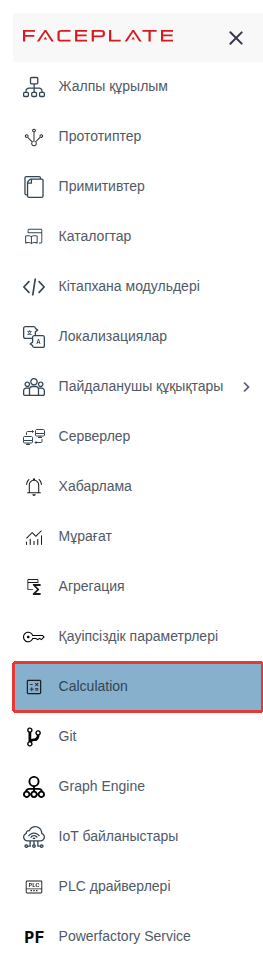 FACEPLATE
Жалпы құрылым
Прототиптер
Примитивтер
Каталогтар
Кітапхана модульдері
Локализациялар
Пайдаланушы құқықтары
Серверлер
Хабарлама
Мұрағат
Агрегация
Қауіпсіздік параметрлері
Calculation
Git
Graph Engine
IoT байланыстары
PLC PLC драйверлері
PF Powerfactory Service